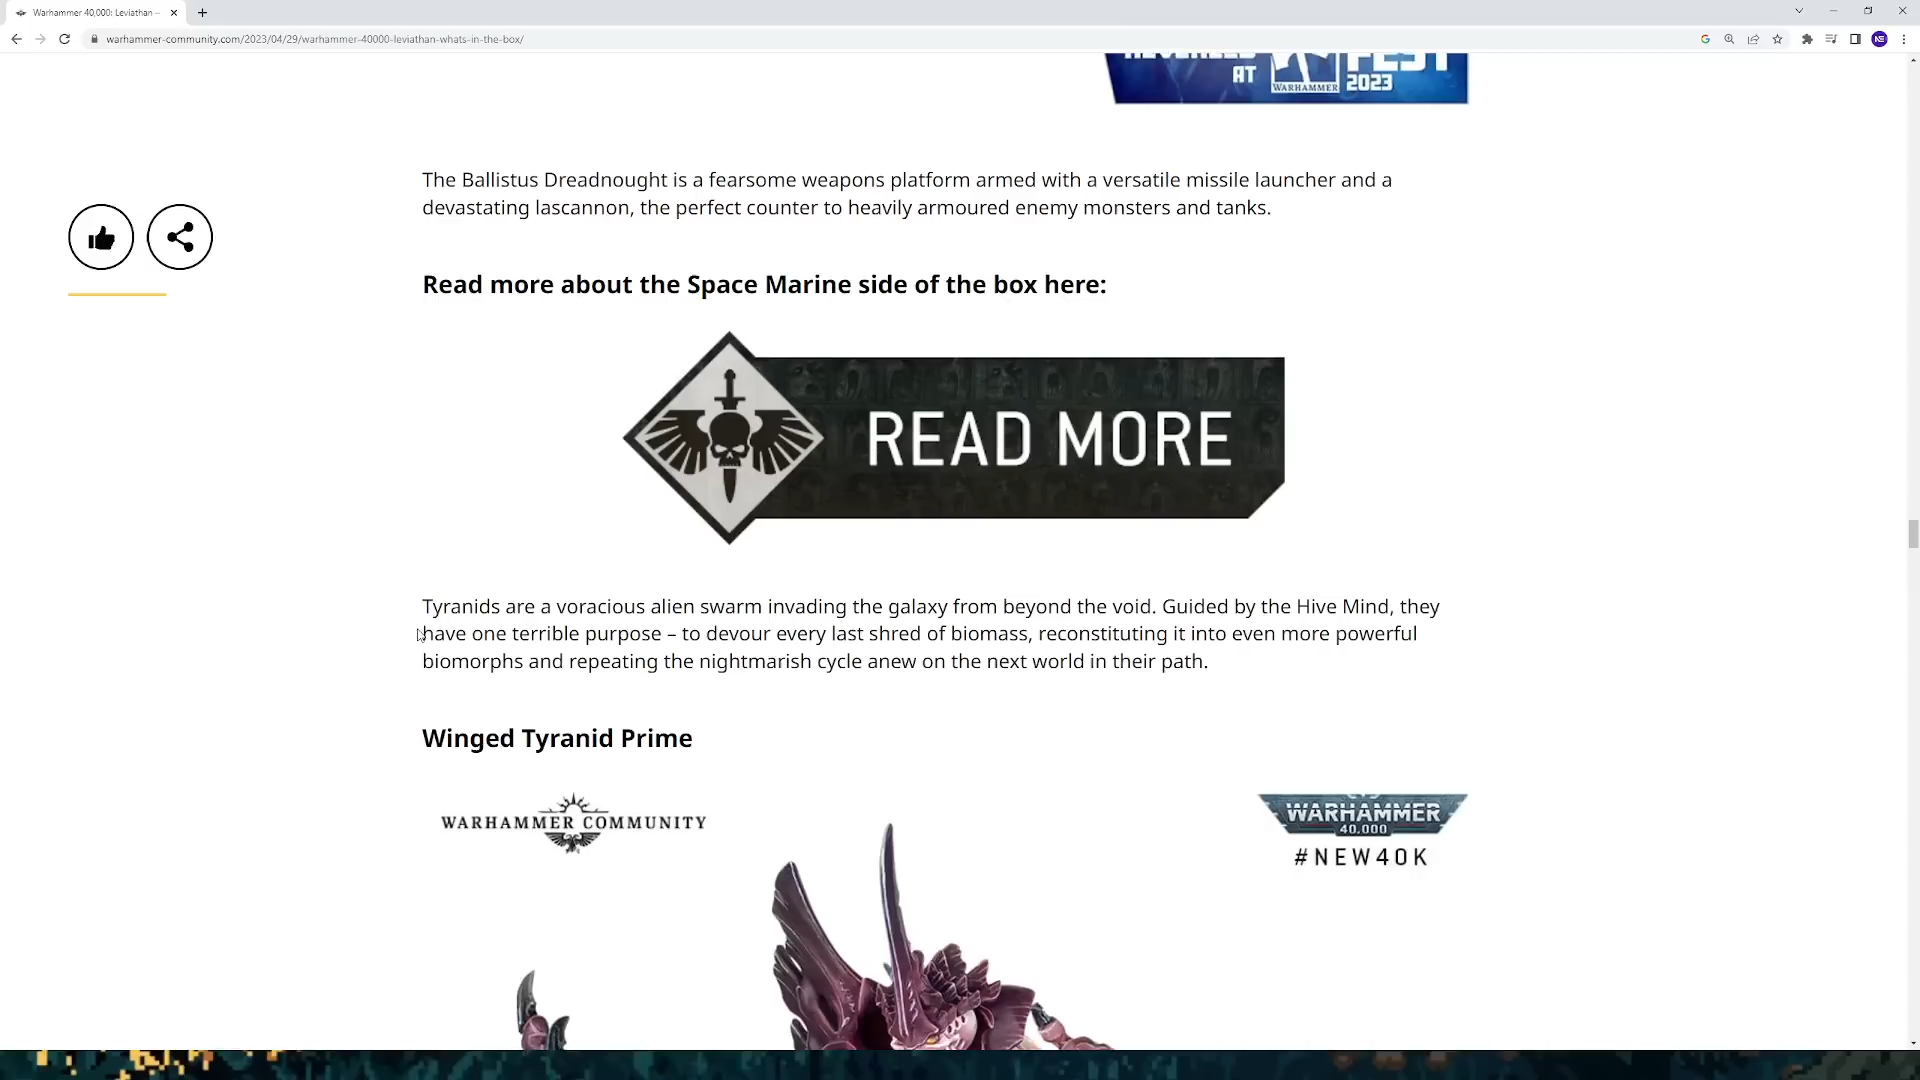 Warhammer 40,000: Leviathan –
warhammer-community.com/2023/04/29/warhammer-40000-leviathan-whats-in-the-box/
AT
WARHAMMER
FEST
2023
The Ballistus Dreadnought is a fearsome weapons platform armed with a versatile missile launcher and a
devastating lascannon, the perfect counter to heavily armoured enemy monsters and tanks.
Read more about the Space Marine side of the box here:
READ MORE
Tyranids are a voracious alien swarm invading the galaxy from beyond the void. Guided by the Hive Mind, they
have one terrible purpose – to devour every last shred of biomass, reconstituting it into even more powerful
biomorphs and repeating the nightmarish cycle anew on the next world in their path.
Winged Tyranid Prime
WARHAMMER COMMUNITY
WARHAMMER
40,000
#NEW40K